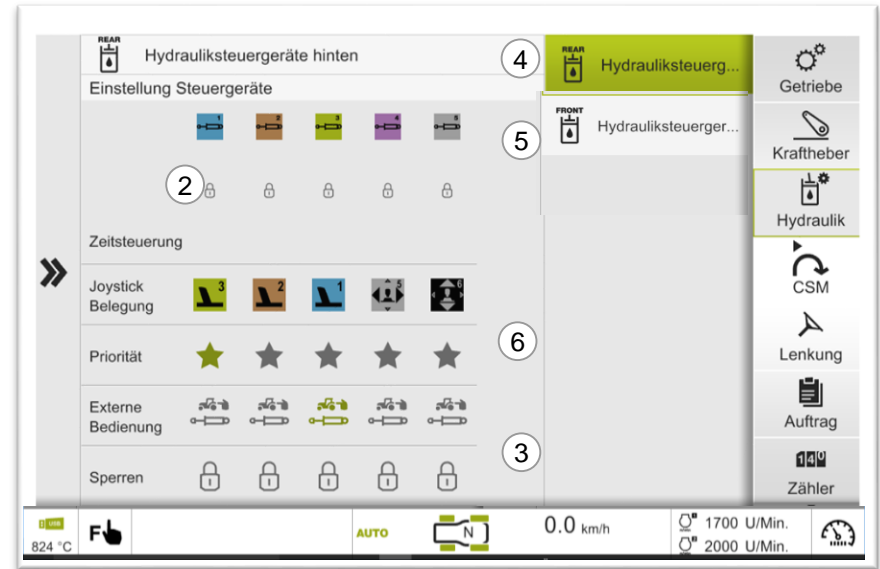 REAR
Hydrauliksteuergeräte hinten
Einstellung Steuergeräte
1 2 3 4 5
2
Zeitsteuerung
Joystick
Belegung
3 2 1 5 6
Priorität
Externe
Bedienung
Sperren
4
REAR
Hydrauliksteuerg...
5
FRONT
Hydrauliksteuerger...
6
3
Getriebe
Kraftheber
Hydraulik
CSM
Lenkung
Auftrag
140
Zähler
USB
824 °C
F
AUTO
N
0.0 km/h
1700 U/Min.
2000 U/Min.